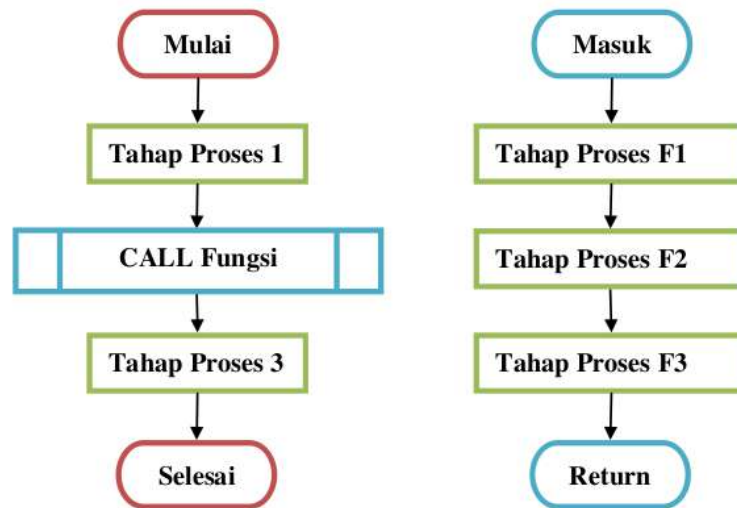 Mulai
Tahap Proses 1
CALL Fungsi
Tahap Proses 3
Selesai
Masuk
Tahap Proses F1
Tahap Proses F2
Tahap Proses F3
Return